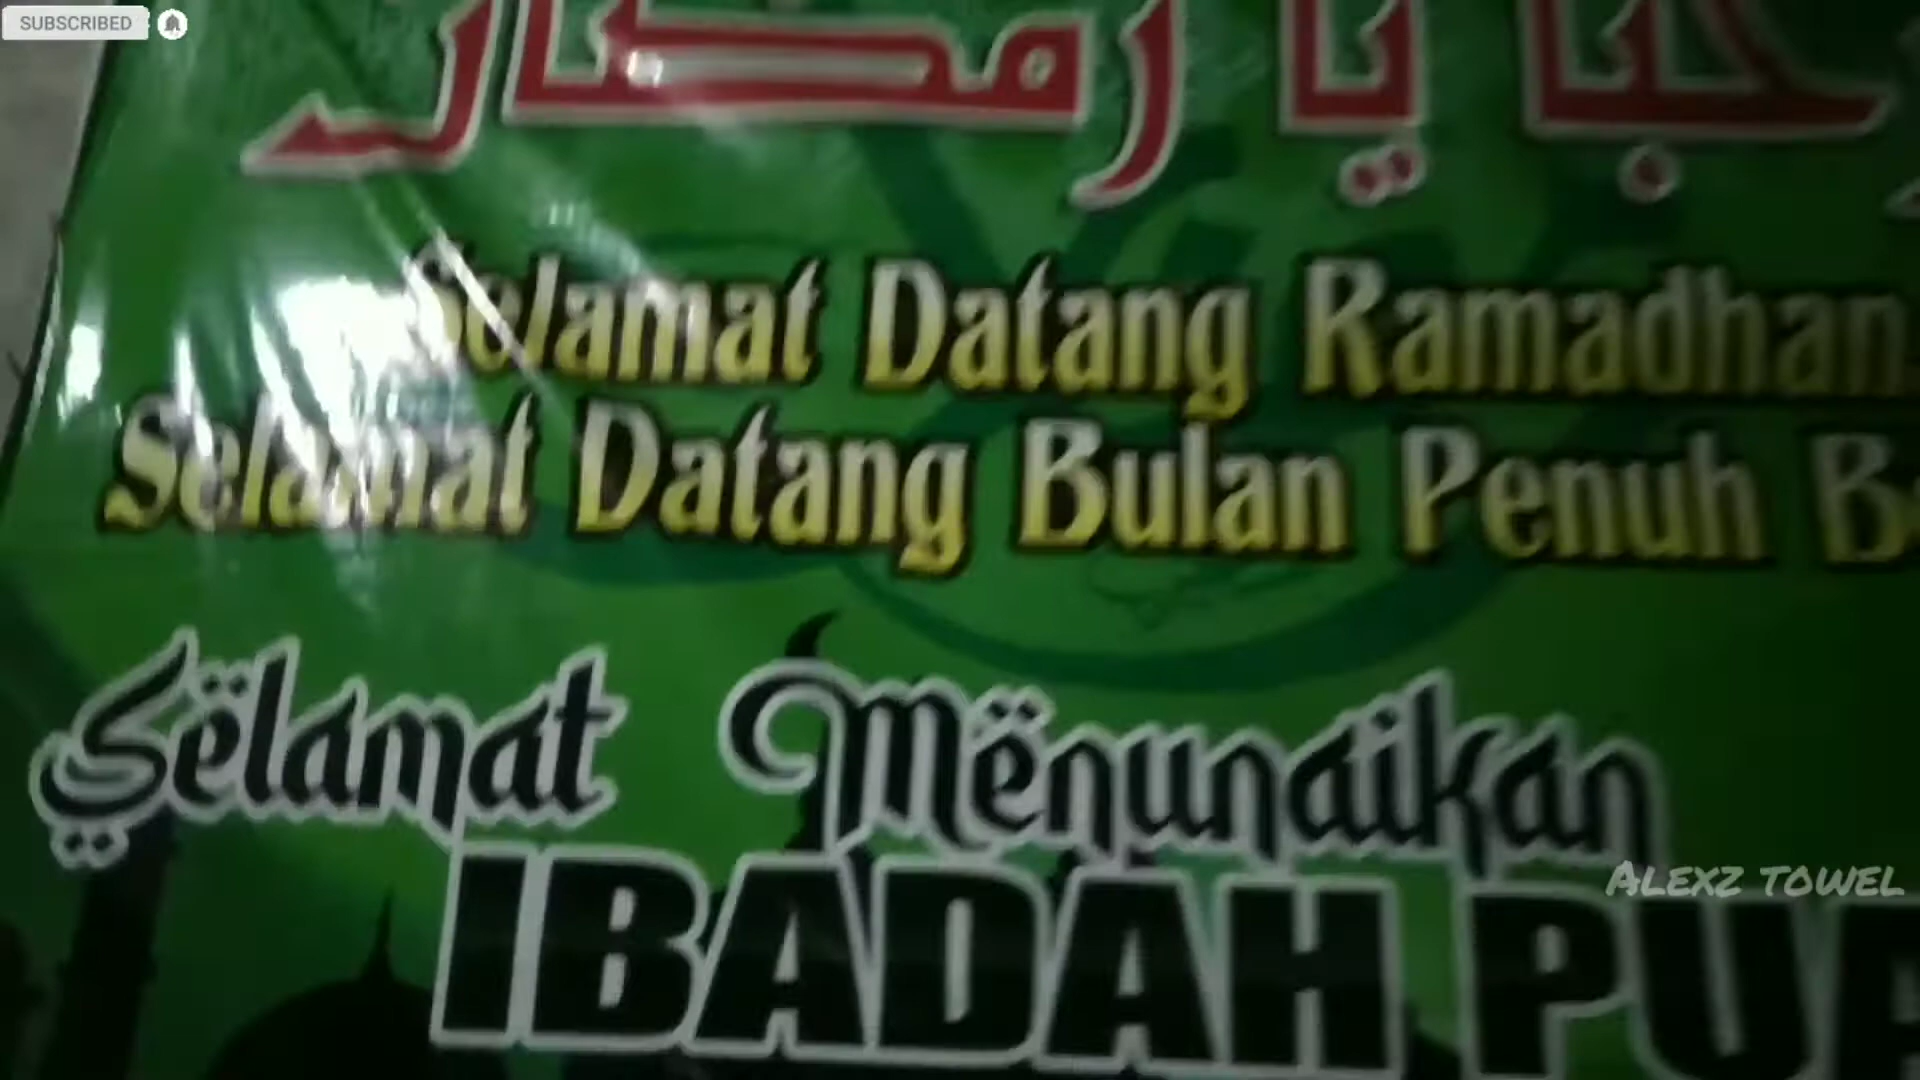 SUBSCRIBED
يا رمضان
Selamat Datang Ramadhan
Selamat Datang Bulan Penuh
Selamat Menunaikan
ALEXZ TOWEL
IBADAH